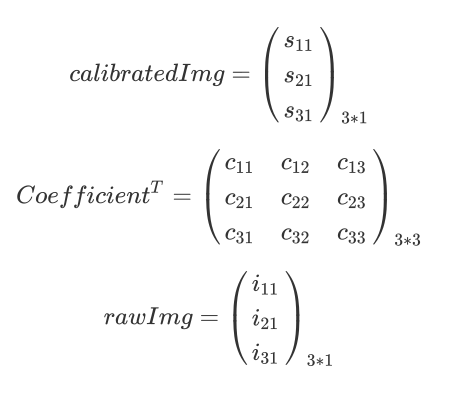 calibratedImg = \begin{pmatrix} s_{11} \\ s_{21} \\ s_{31} \end{pmatrix}_{3*1}
Coefficient^T = \begin{pmatrix} c_{11} & c_{12} & c_{13} \\ c_{21} & c_{22} & c_{23} \\ c_{31} & c_{32} & c_{33} \end{pmatrix}_{3*3}
rawImg = \begin{pmatrix} i_{11} \\ i_{21} \\ i_{31} \end{pmatrix}_{3*1}